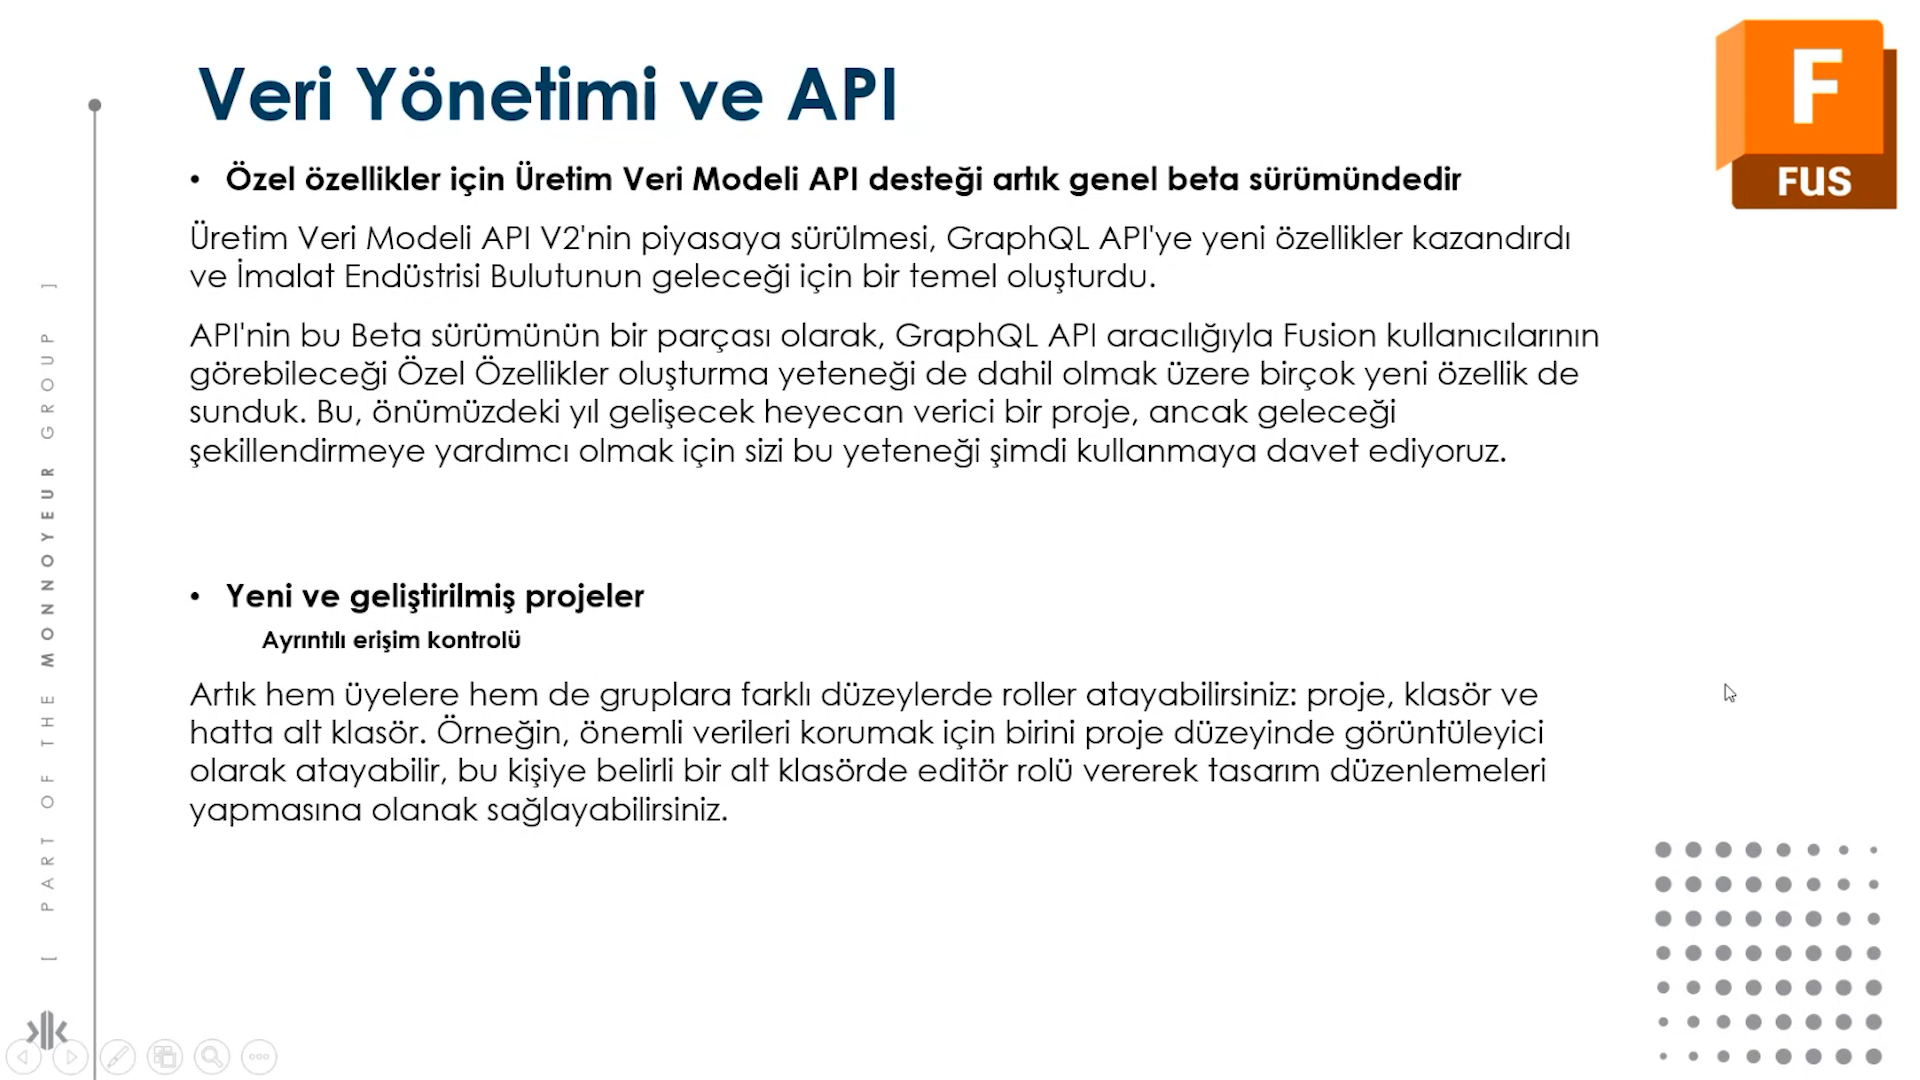 Veri Yönetimi ve API
F
FUS
• Özel özellikler için Üretim Veri Modeli API desteği artık genel beta sürümündedir
Üretim Veri Modeli API V2'nin piyasaya sürülmesi, GraphQL API'ye yeni özellikler kazandırdı
ve İmalat Endüstrisi Bulutunun geleceği için bir temel oluşturdu.
API'nin bu Beta sürümünün bir parçası olarak, GraphQL API aracılığıyla Fusion kullanıcılarının
görebileceği Özel Özellikler oluşturma yeteneği de dahil olmak üzere birçok yeni özellik de
sunduk. Bu, önümüzdeki yıl gelişecek heyecan verici bir proje, ancak geleceği
şekillendirmeye yardımcı olmak için sizi bu yeteneği şimdi kullanmaya davet ediyoruz.
• Yeni ve geliştirilmiş projeler
Ayrıntılı erişim kontrolü
Artık hem üyelere hem de gruplara farklı düzeylerde roller atayabilirsiniz: proje, klasör ve
hatta alt klasör. Örneğin, önemli verileri korumak için birini proje düzeyinde görüntüleyici
olarak atayabilir, bu kişiye belirli bir alt klasörde editör rolü vererek tasarım düzenlemeleri
yapmasına olanak sağlayabilirsiniz.
[ PART OF THE MONNOYEUR GROUP ]